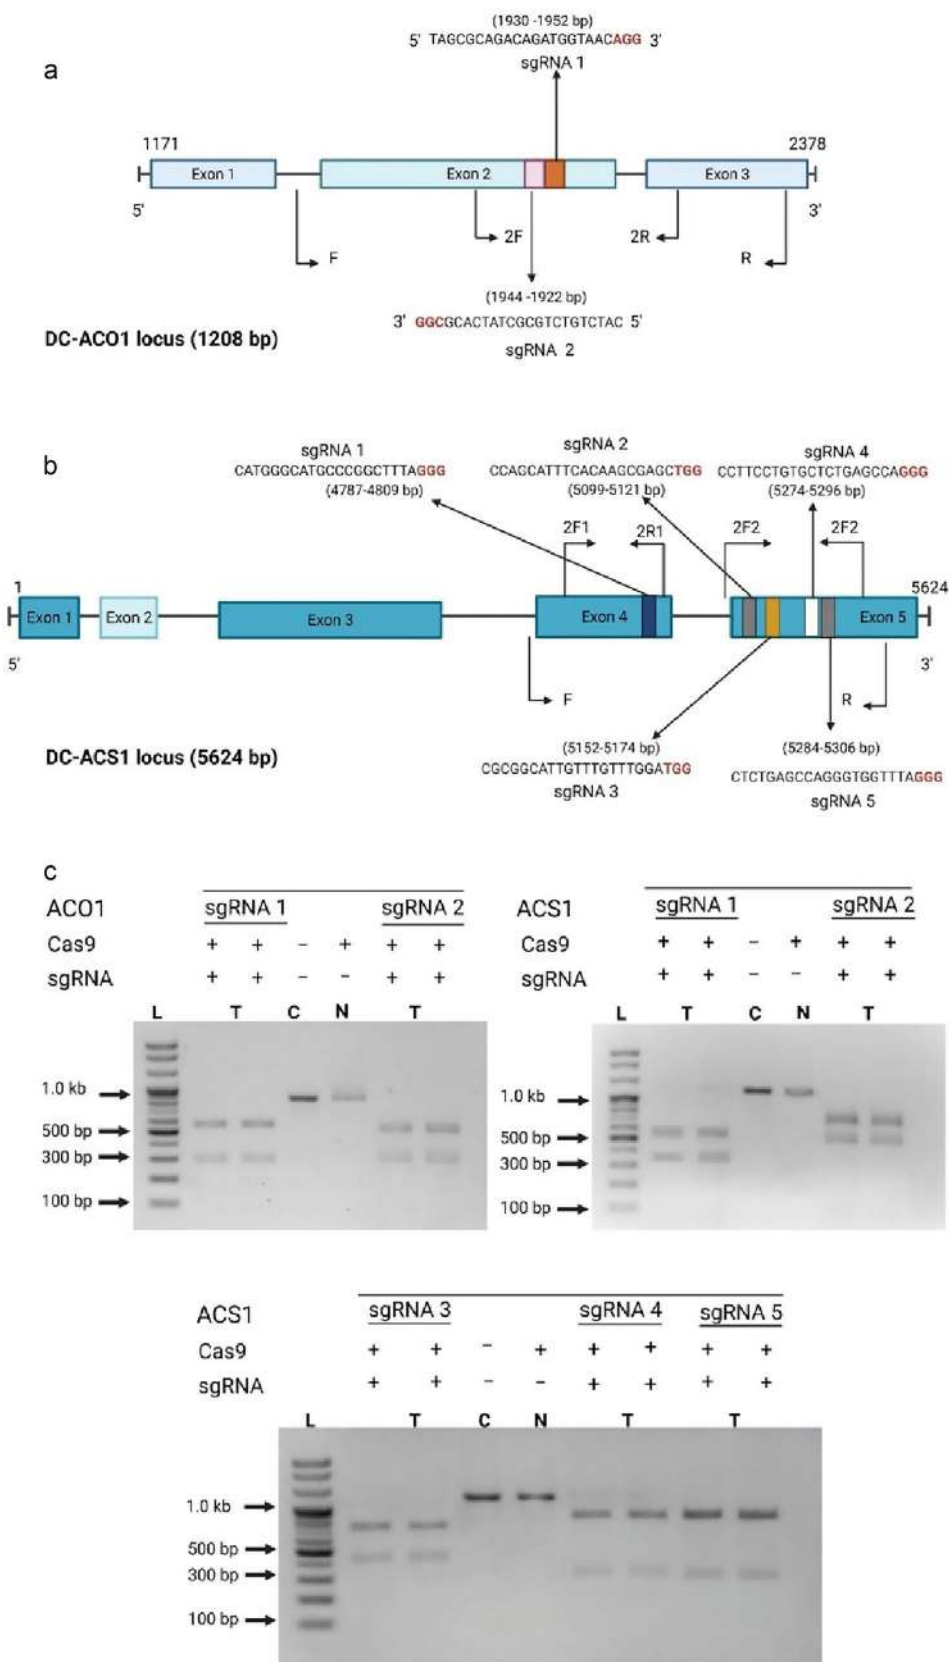 a
(1930 -1952 bp)
5' TAGCGCAGACAGATGGTAACAGG 3'
sgRNA 1
1171
2378
Exon 1
Exon 2
Exon 3
5'
3'
F
2F
2R
R
(1944 -1922 bp)
3' GGCGCACTATCGCGTCTGTCTAC 5'
sgRNA 2
DC-ACO1 locus (1208 bp)
b
sgRNA 1
CATGGGCATGCCCGGCTTTAGGG
(4787-4809 bp)
sgRNA 2
CCAGCATTTCACAAGCGAGCTGG
(5099-5121 bp)
sgRNA 4
CCTTCCTGTGCTCTGAGCCAGGG
(5274-5296 bp)
2F1
2R1
2F2
2F2
1
5624
Exon 1
Exon 2
Exon 3
Exon 4
Exon 5
5'
3'
F
R
DC-ACS1 locus (5624 bp)
(5152-5174 bp)
CGCGGCATTGTTTGTTTGGATGG
sgRNA 3
(5284-5306 bp)
CTCTGAGCCAGGGTGGTTTAGGG
sgRNA 5
c
ACO1 sgRNA 1 sgRNA 2
Cas9 + + − + + +
sgRNA + + − − + +
L T C N T
1.0 kb
500 bp
300 bp
100 bp
ACS1 sgRNA 1 sgRNA 2
Cas9 + + − + + +
sgRNA + + − − + +
L T C N T
1.0 kb
500 bp
300 bp
100 bp
ACS1 sgRNA 3 sgRNA 4 sgRNA 5
Cas9 + + − + + + + +
sgRNA + + − − + + + +
L T C N T T
1.0 kb
500 bp
300 bp
100 bp